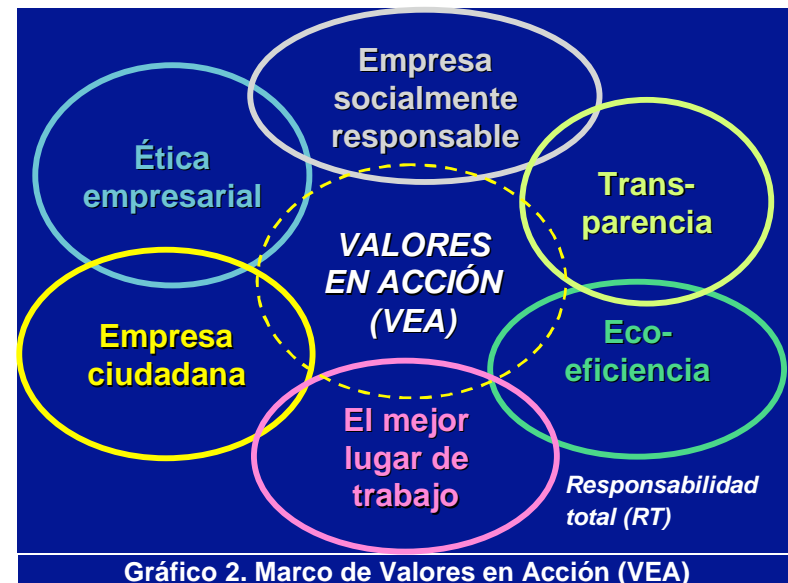 Empresa
socialmente
responsable
Ética
empresarial
Trans-
parencia
VALORES
EN ACCIÓN
(VEA)
Empresa
ciudadana
Eco-
eficiencia
El mejor
lugar de
trabajo
Responsabilidad
total (RT)
Gráfico 2. Marco de Valores en Acción (VEA)